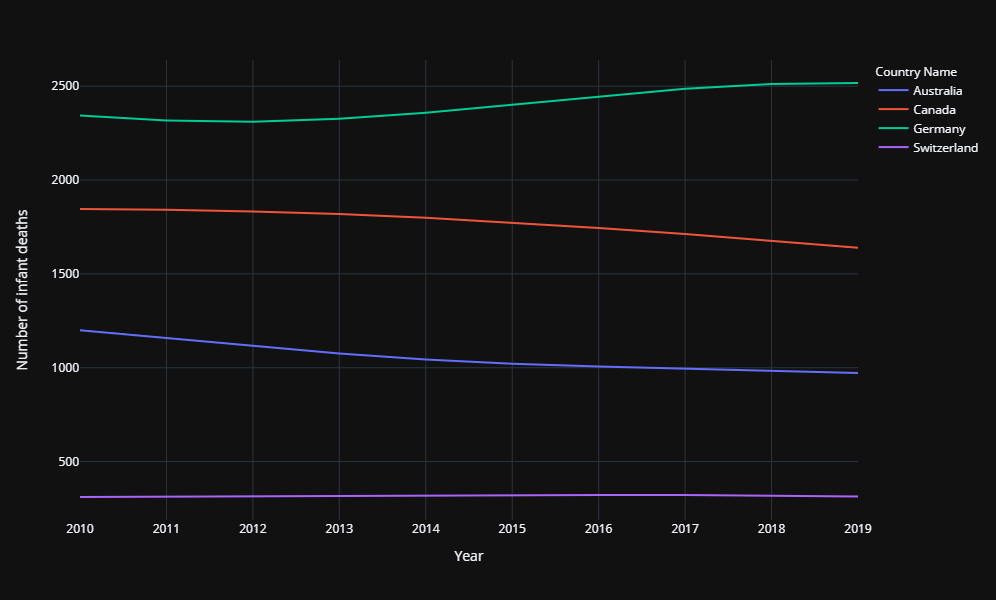 Country Name
Australia
Canada
Germany
Switzerland
Number of infant deaths
2500
2000
1500
1000
500
2010 2011 2012 2013 2014 2015 2016 2017 2018 2019
Year